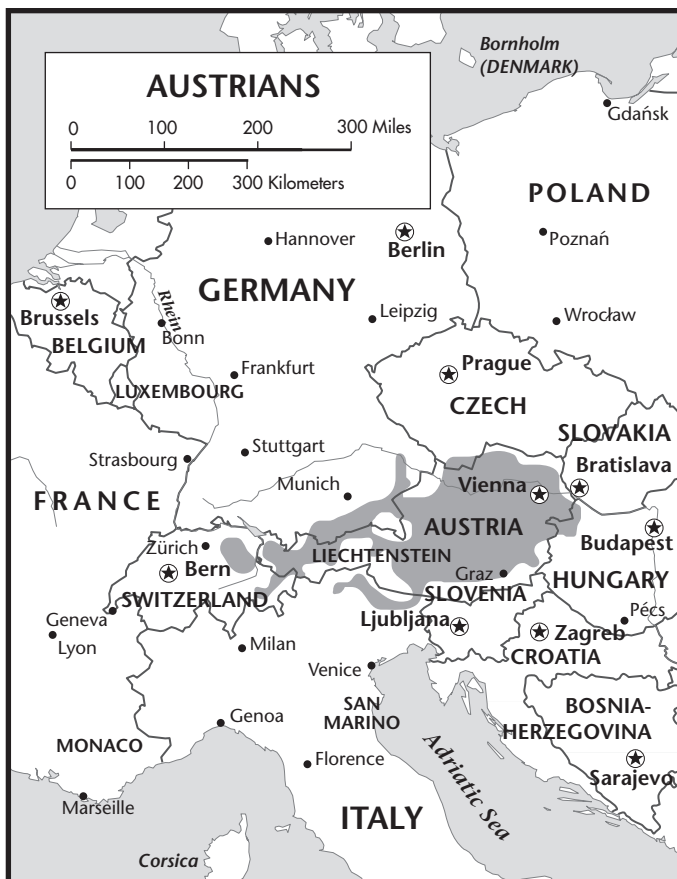 Bornholm
(DENMARK)
AUSTRIANS
0 100 200 300 Miles
0 100 200 300 Kilometers
Gdańsk
POLAND
Hannover
Berlin
Poznań
GERMANY
Rhein
Brussels
Bonn
Leipzig
Wrocław
BELGIUM
Frankfurt
Prague
LUXEMBOURG
CZECH
SLOVAKIA
Strasbourg
Stuttgart
Bratislava
Munich
Vienna
FRANCE
AUSTRIA
Zürich
LIECHTENSTEIN
Budapest
Bern
Graz
HUNGARY
SWITZERLAND
SLOVENIA
Geneva
Ljubljana
Pécs
Lyon
Milan
Zagreb
CROATIA
Venice
SAN
MARINO
BOSNIA-
HERZEGOVINA
Genoa
MONACO
Adriatic Sea
Florence
Sarajevo
Marseille
ITALY
Corsica